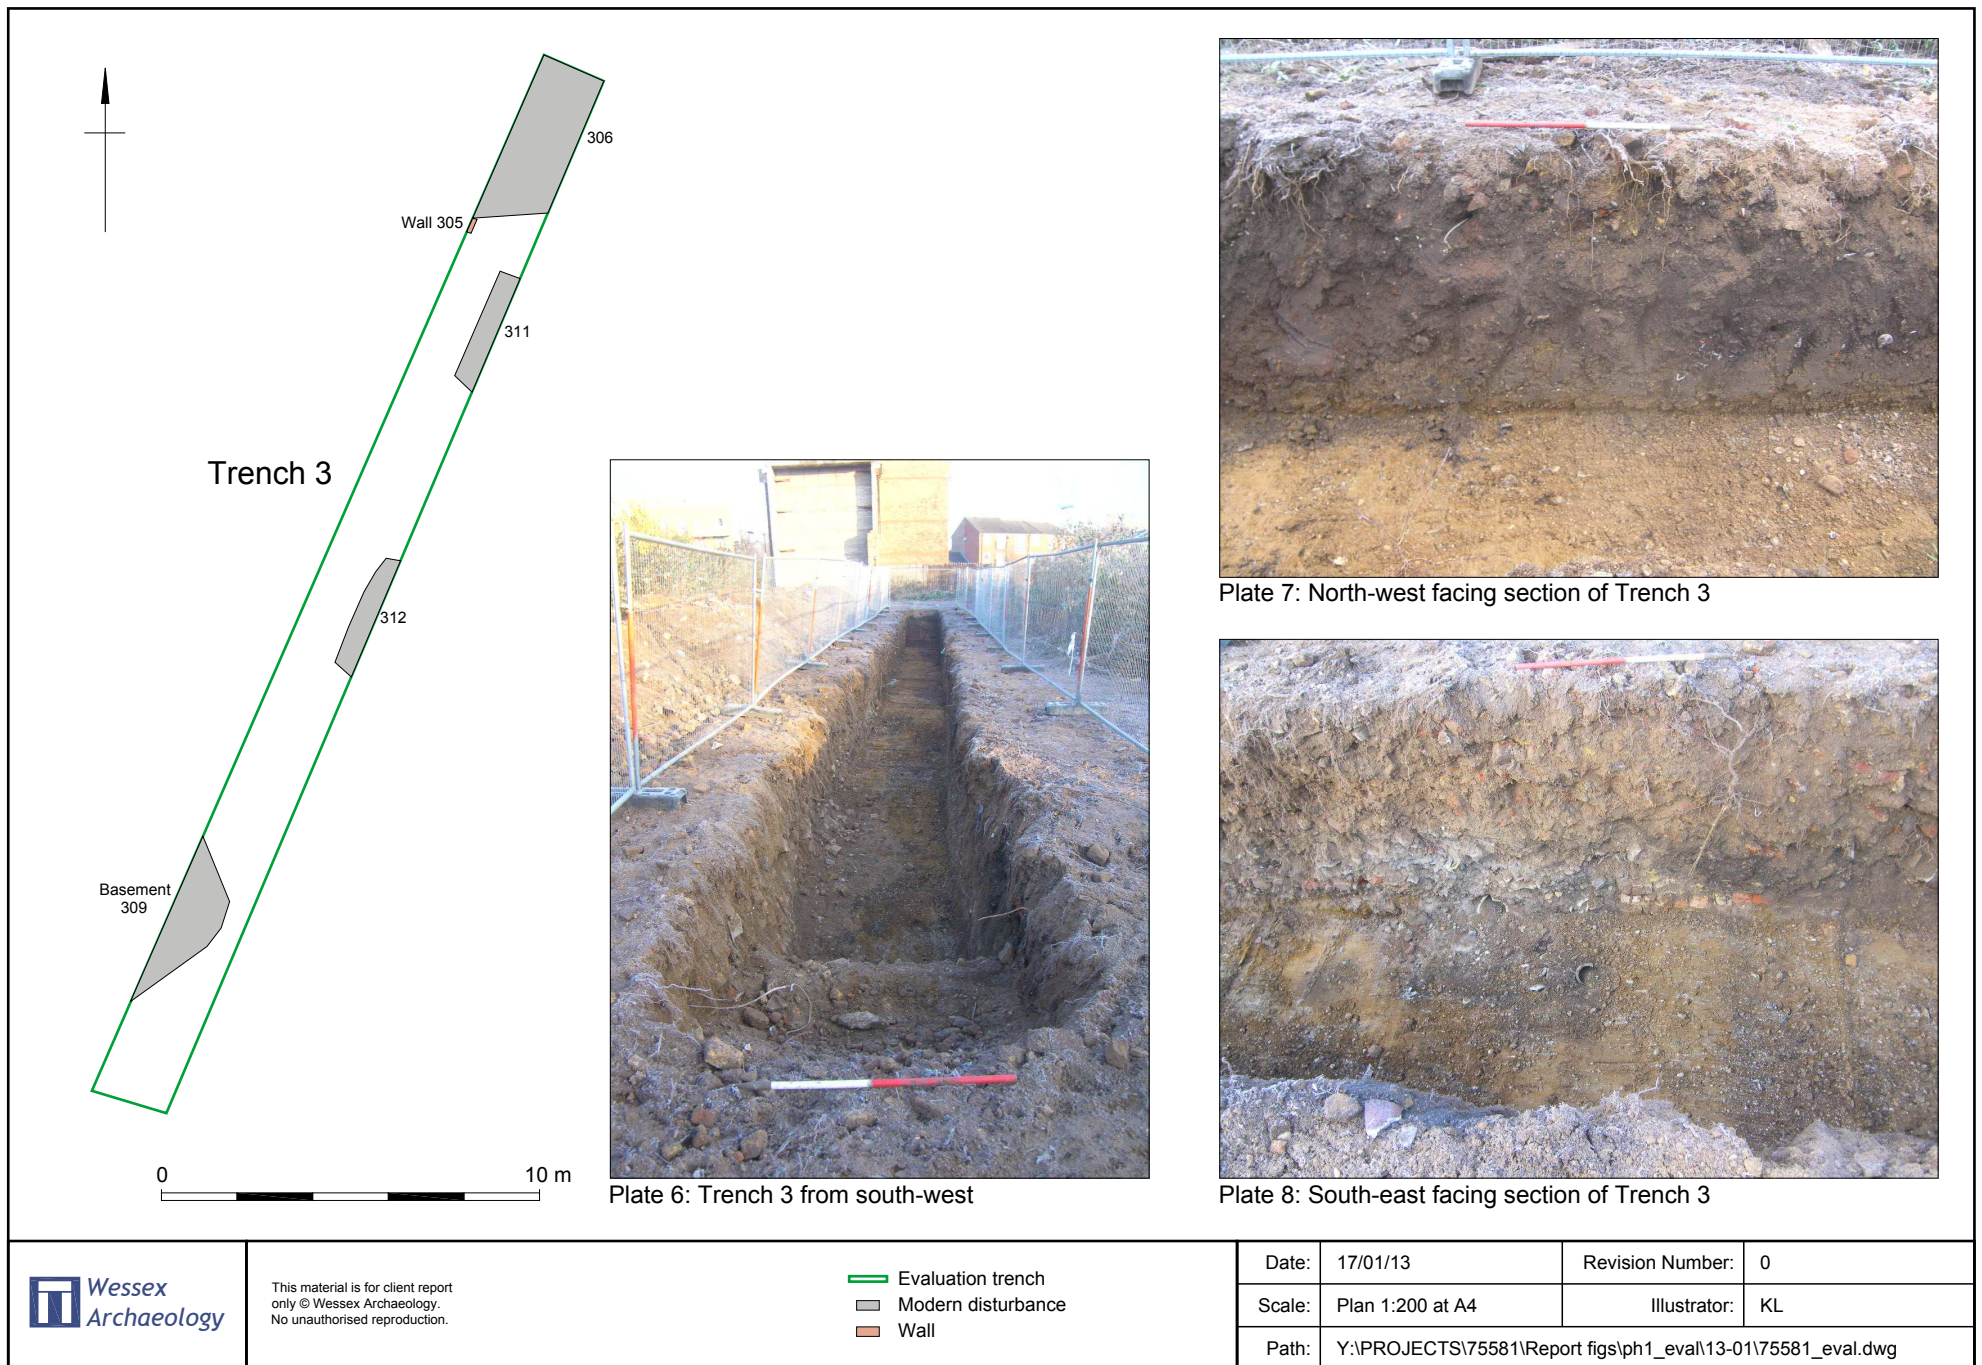 306
Wall 305
311
Trench 3
312
Basement
309
0 10 m
Plate 6: Trench 3 from south-west
Plate 7: North-west facing section of Trench 3
Plate 8: South-east facing section of Trench 3
Wessex
Archaeology
This material is for client report
only © Wessex Archaeology.
No unauthorised reproduction.
Evaluation trench
Modern disturbance
Wall
Date: 17/01/13 Revision Number: 0
Scale: Plan 1:200 at A4 Illustrator: KL
Path: Y:\PROJECTS\75581\Report figs\ph1_eval\13-01\75581_eval.dwg